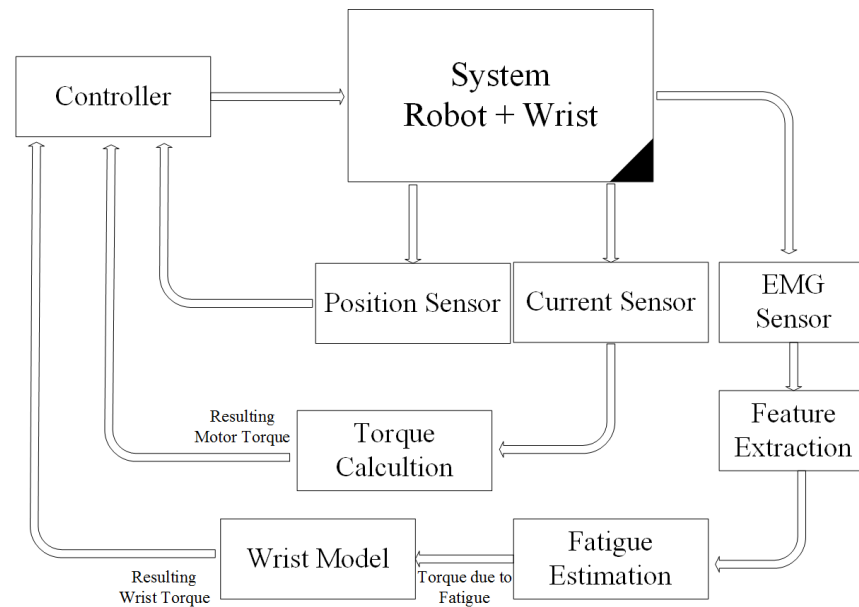 Controller
System
Robot + Wrist
Position Sensor
Current Sensor
EMG
Sensor
Resulting
Motor Torque
Torque
Calcultion
Feature
Extraction
Wrist Model
Fatigue
Estimation
Resulting
Wrist Torque
Torque due to
Fatigue